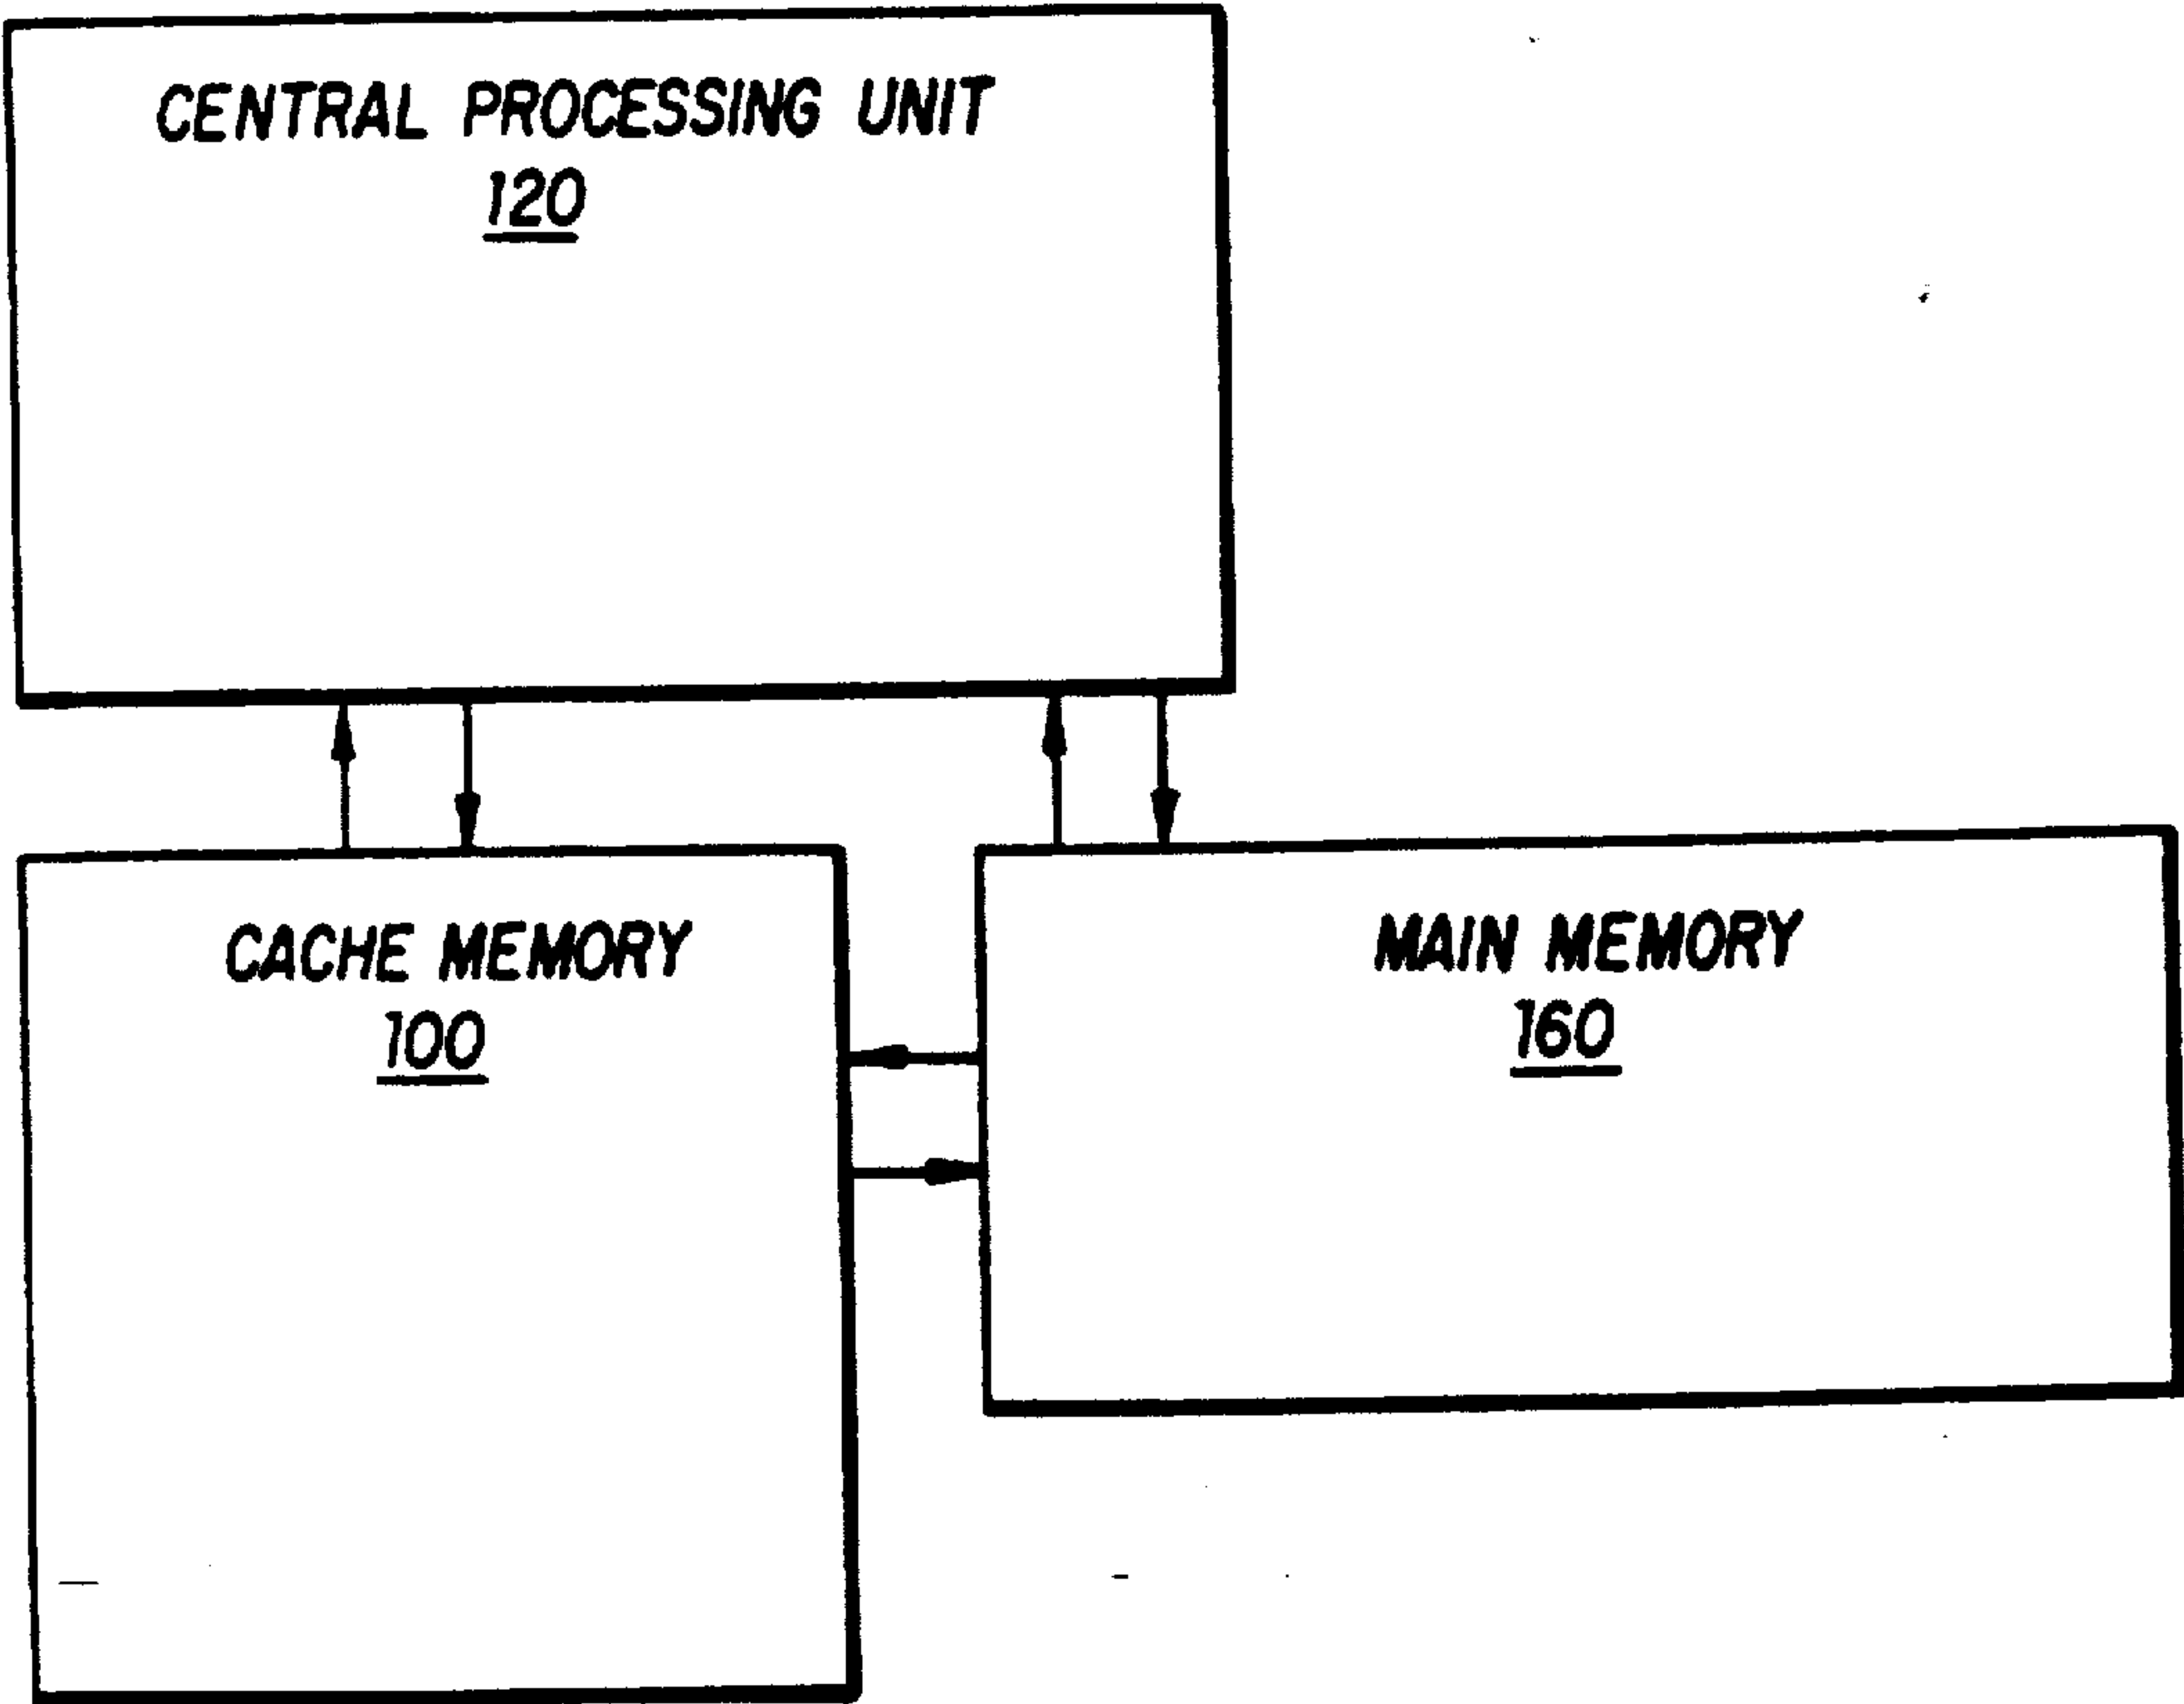 CENTRAL PROCESSING UNIT
120
CACHE MEMORY
100
MAIN MEMORY
160